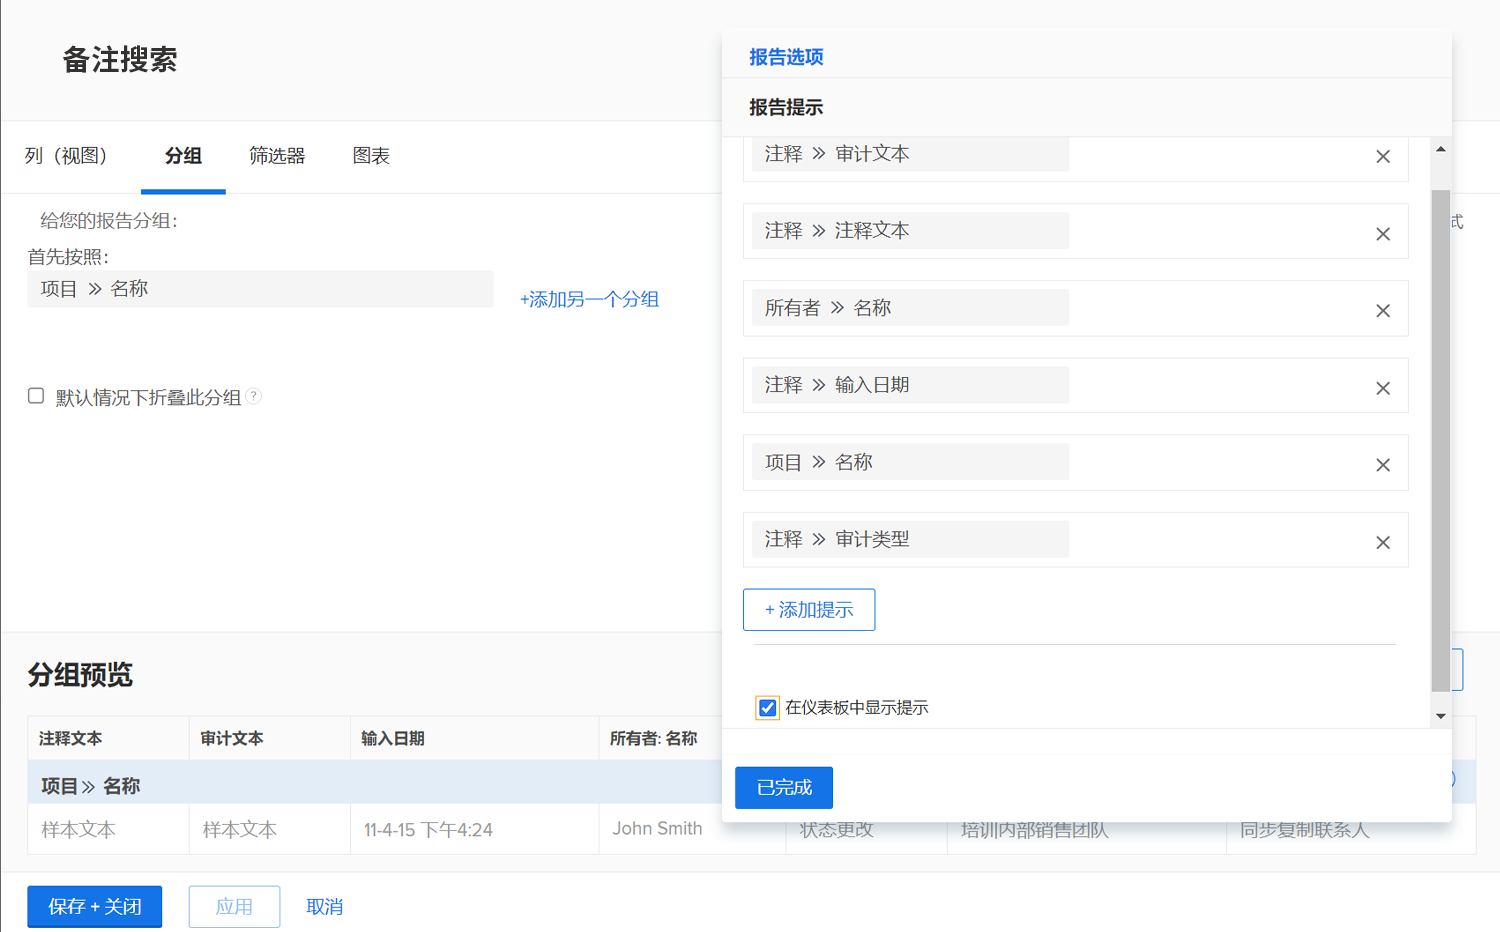 备注搜索
列（视图）
分组
筛选器
图表
给您的报告分组：
首先按照：
项目 » 名称
+添加另一个分组
默认情况下折叠此分组 ?
式
报告选项
报告提示
注释 » 审计文本
注释 » 注释文本
所有者 » 名称
注释 » 输入日期
项目 » 名称
注释 » 审计类型
+ 添加提示
在仪表板中显示提示
已完成
分组预览
注释文本 审计文本 输入日期 所有者: 名称
项目 » 名称
样本文本 样本文本 11-4-15 下午4:24 John Smith 状态更改 培训内部销售团队 同步复制联系人
保存 + 关闭
应用
取消